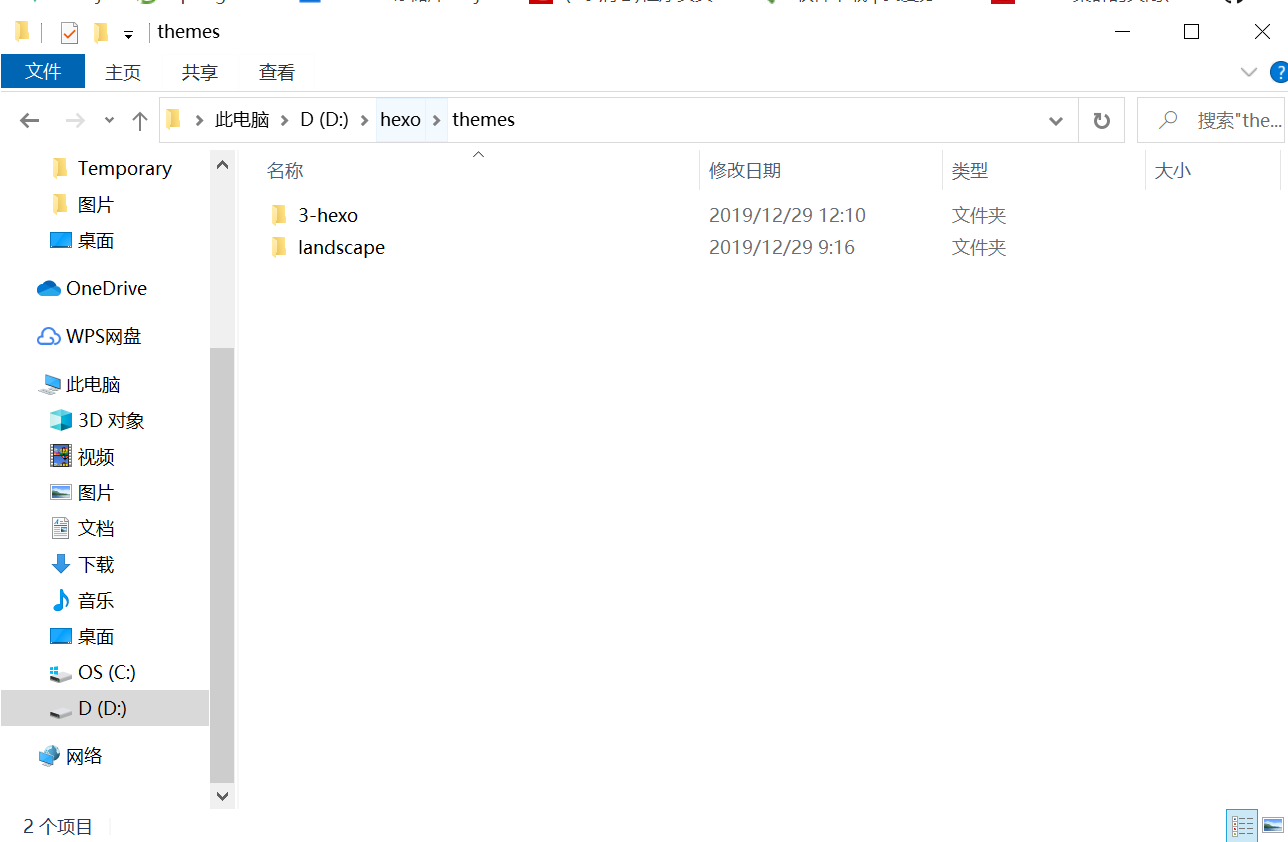 themes
文件 主页 共享 查看
此电脑 D (D:) hexo themes 搜索"the...
名称 修改日期 类型 大小
3-hexo 2019/12/29 12:10 文件夹
landscape 2019/12/29 9:16 文件夹
Temporary
图片
桌面
OneDrive
WPS网盘
此电脑
3D 对象
视频
图片
文档
下载
音乐
桌面
OS (C:)
D (D:)
网络
2 个项目